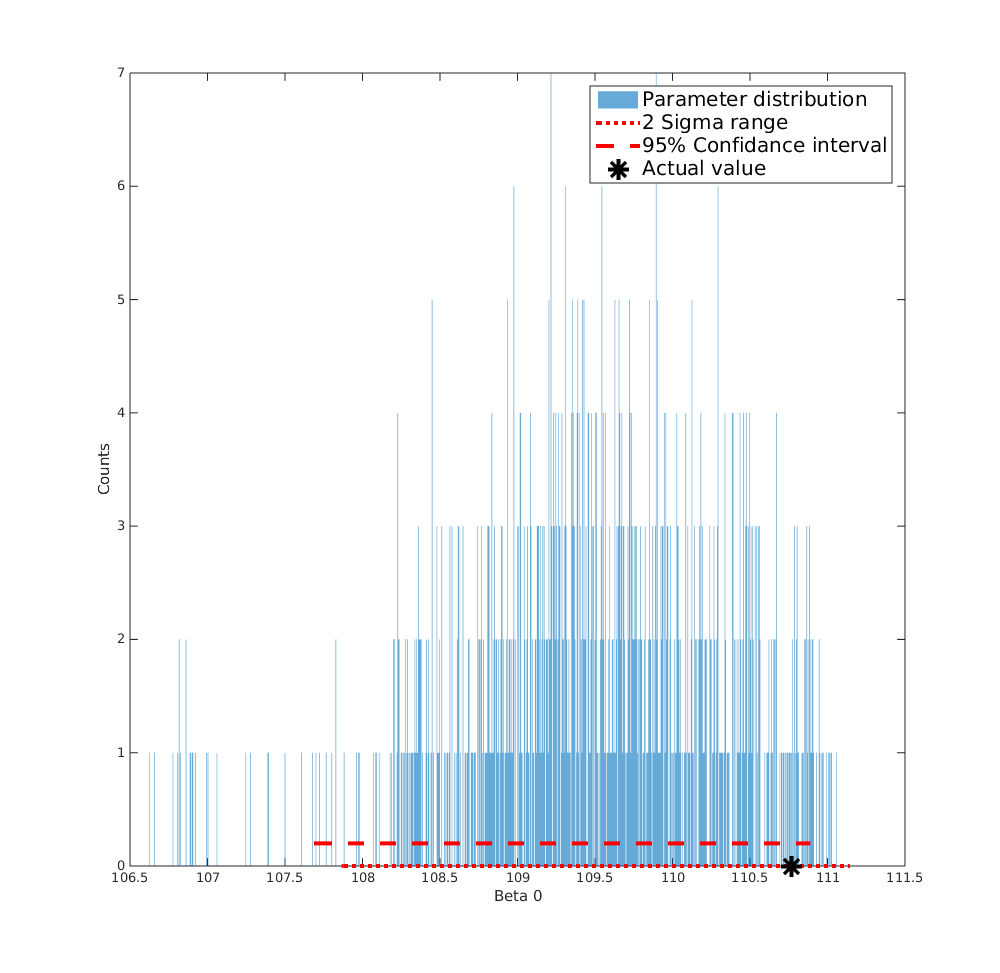 7
6
5
4
3
2
1
0
Counts
Parameter distribution
2 Sigma range
95% Confidance interval
Actual value
106.5 107 107.5 108 108.5 109 109.5 110 110.5 111 111.5
Beta 0